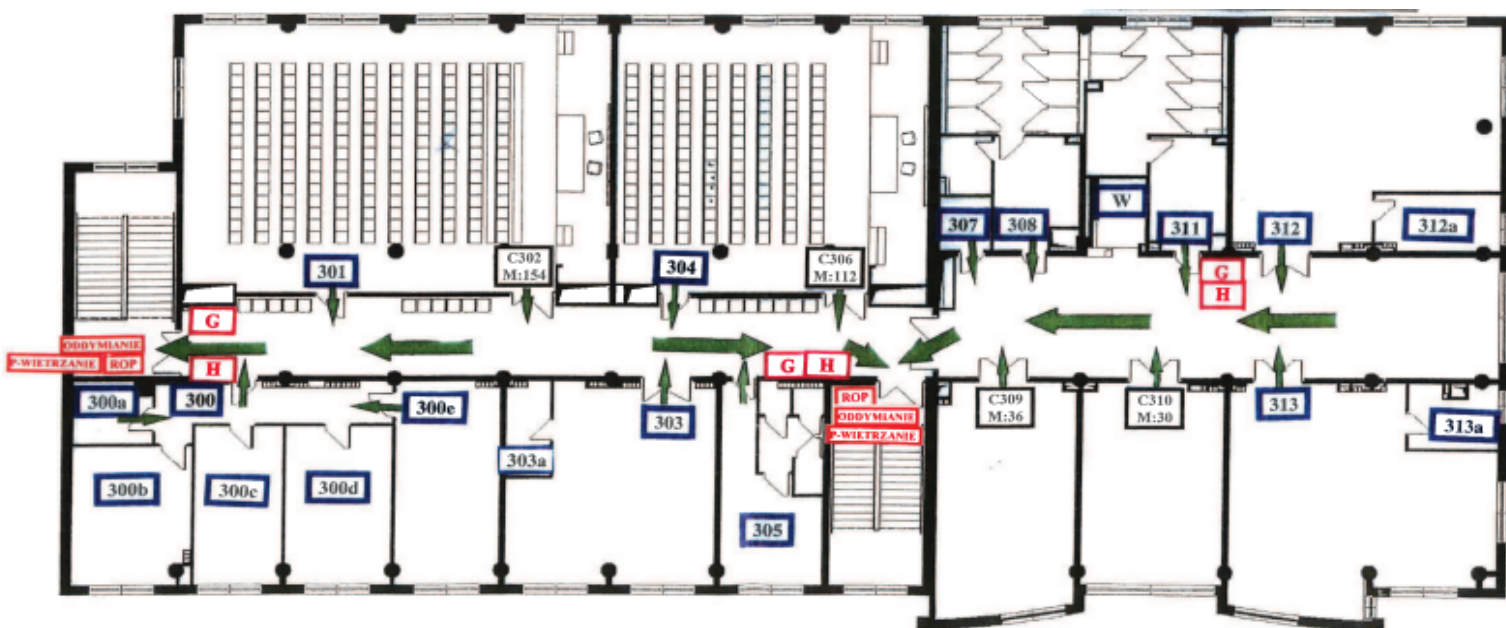 307
308
W
311
312
312a
301
C302
M:154
304
C306
M:112
G
H
G
H
ODDYMIANIE
P-WIETRZANIE
ROP
G H
300a
300
300e
303
303a
ROP
ODDYMIANIE
P-WIETRZANIE
C309
M:36
C310
M:30
313
313a
300b
300c
300d
305